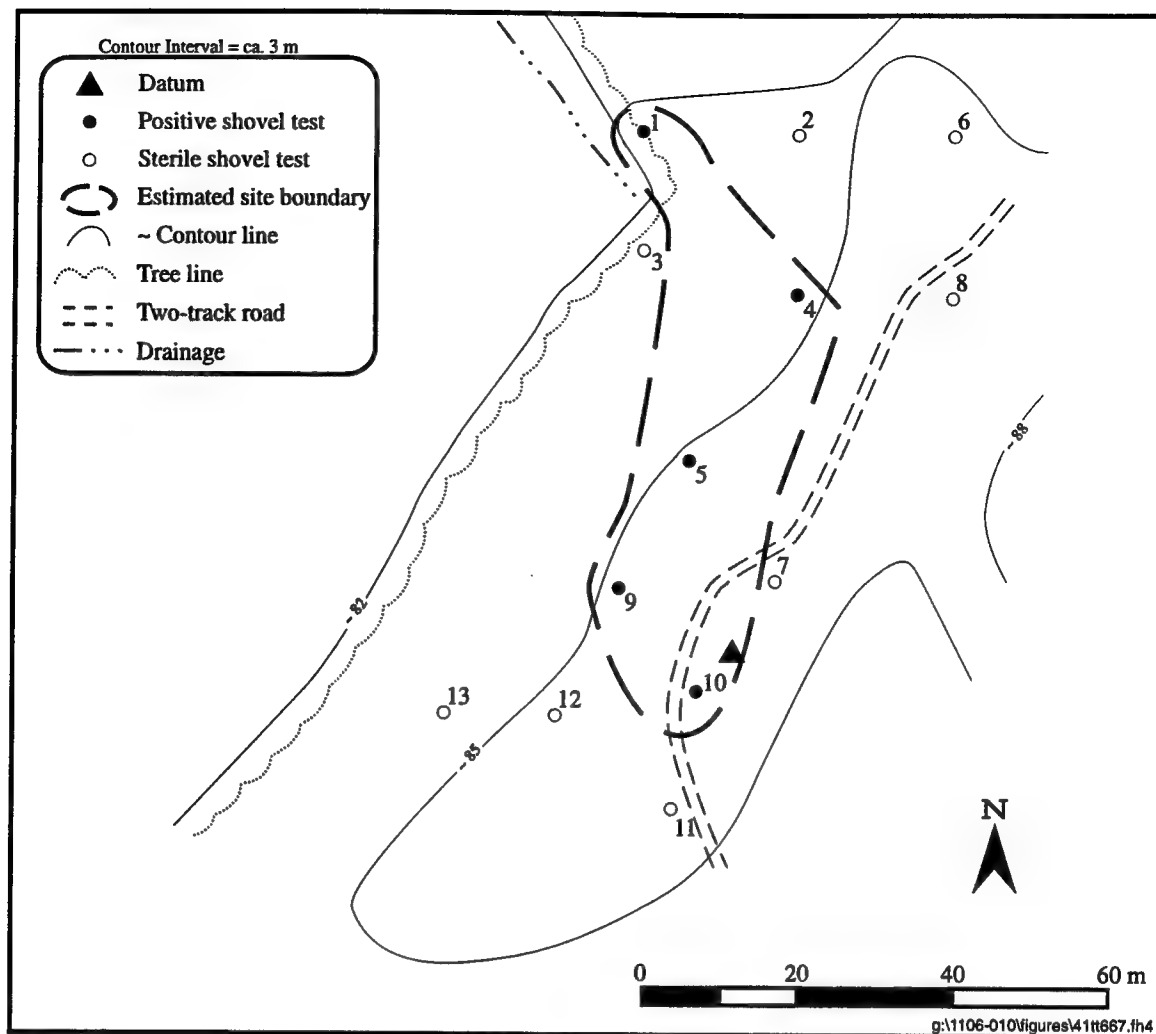 Contour Interval = ca. 3 m
Datum
Positive shovel test
Sterile shovel test
Estimated site boundary
~ Contour line
Tree line
Two-track road
Drainage
1
2
6
3
4
8
5
7
9
10
13
12
11
- 82
- 85
- 88
N
0 20 40 60 m
g:\1106-010\figures\41tt667.fh4